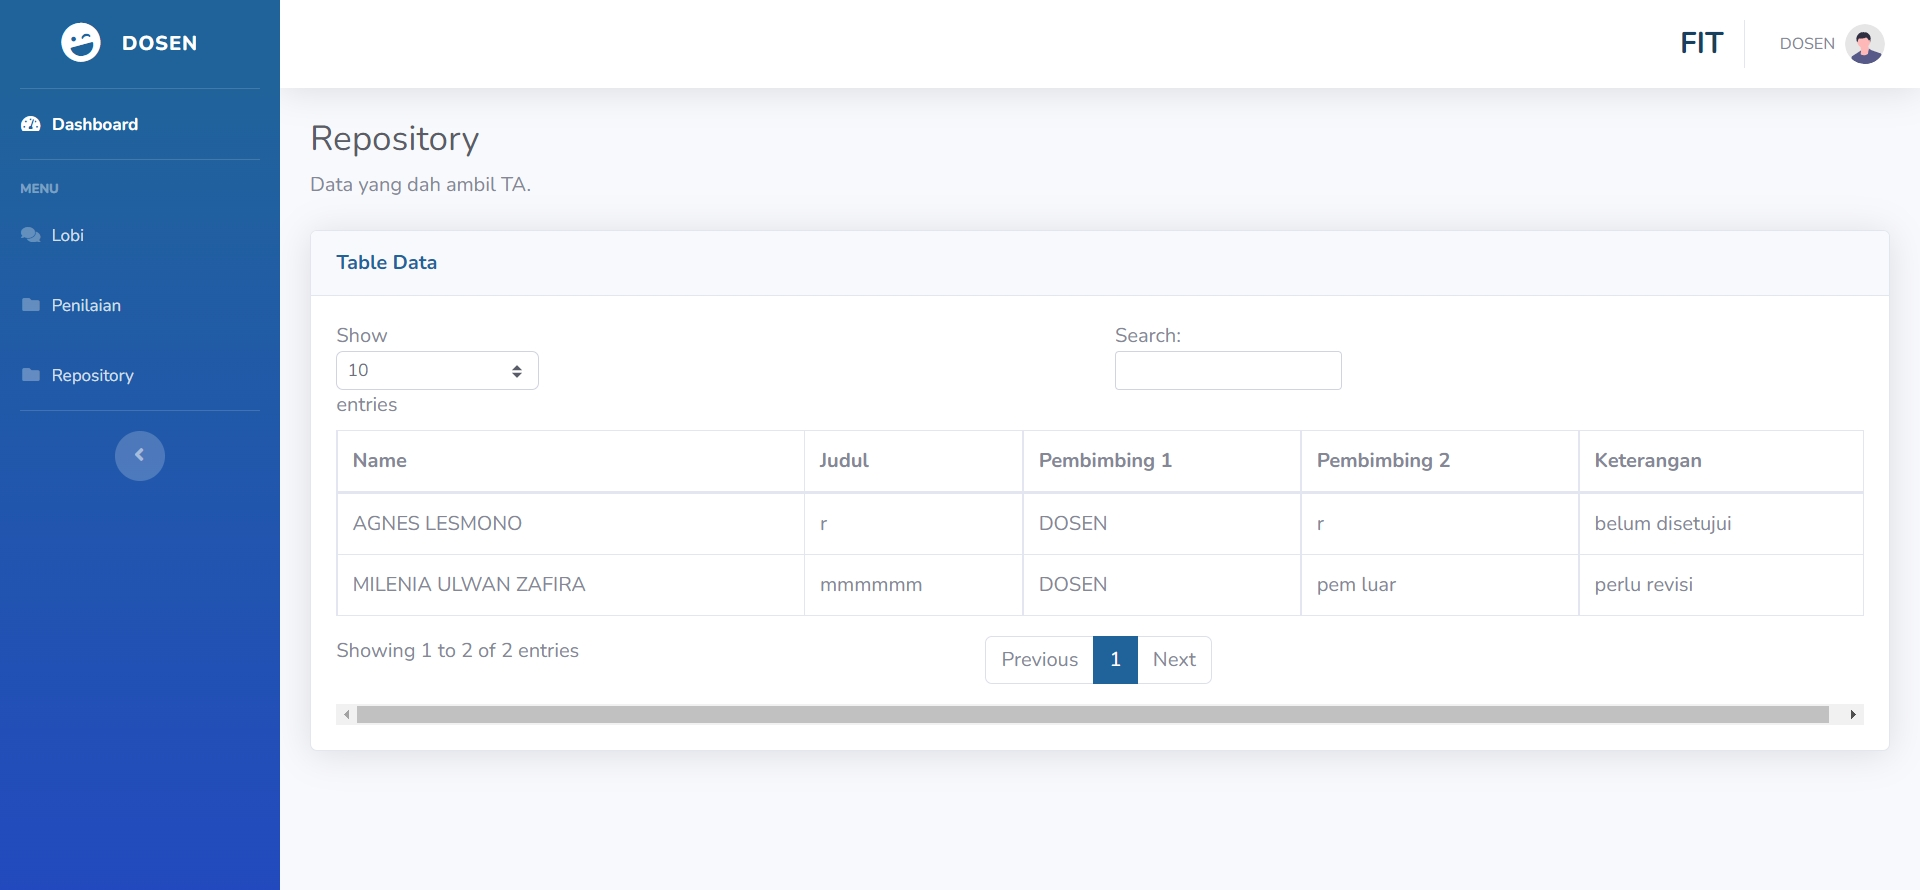 DOSEN
FIT
DOSEN
Dashboard
MENU
Lobi
Penilaian
Repository
Repository
Data yang dah ambil TA.
Table Data
Show
10
entries
Search:
Name Judul Pembimbing 1 Pembimbing 2 Keterangan
AGNES LESMONO r DOSEN r belum disetujui
MILENIA ULWAN ZAFIRA mmmmmm DOSEN pem luar perlu revisi
Showing 1 to 2 of 2 entries
Previous 1 Next